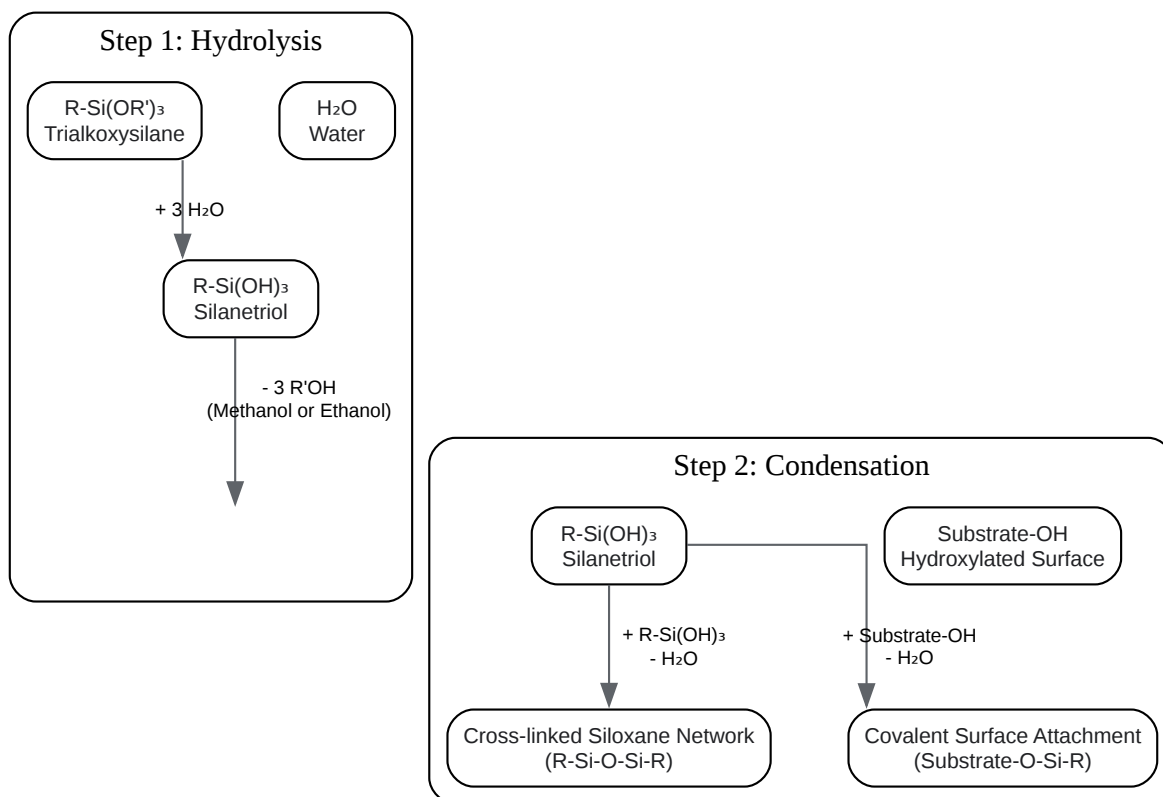 Step 1: Hydrolysis
R-Si(OR')₃
Trialkoxysilane
H₂O
Water
+ 3 H₂O
R-Si(OH)₃
Silanetriol
- 3 R'OH
(Methanol or Ethanol)
Step 2: Condensation
R-Si(OH)₃
Silanetriol
Substrate-OH
Hydroxylated Surface
+ R-Si(OH)₃
- H₂O
+ Substrate-OH
- H₂O
Cross-linked Siloxane Network
(R-Si-O-Si-R)
Covalent Surface Attachment
(Substrate-O-Si-R)